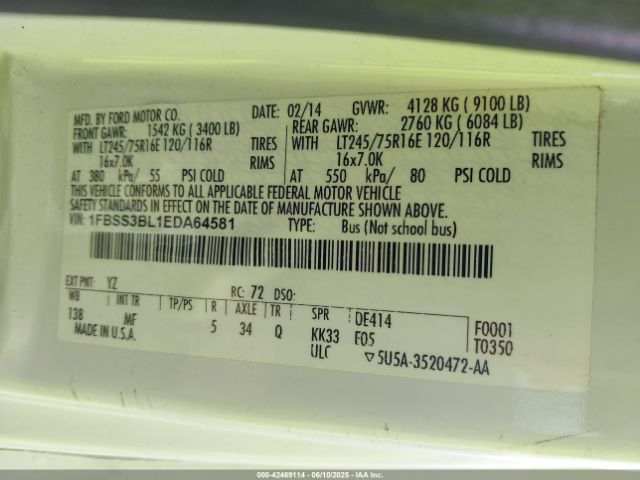 MFD. BY FORD MOTOR CO. DATE: 02/14 GVWR: 4128 KG ( 9100 LB)
FRONT GAWR: 1542 KG ( 3400 LB) REAR GAWR: 2760 KG ( 6084 LB)
WITH LT245/75R16E 120/116R TIRES WITH LT245/75R16E 120/116R TIRES
16x7.0K RIMS 16x7.0K RIMS
AT 380 kPa/ 55 PSI COLD AT 550 kPa/ 80 PSI COLD
THIS VEHICLE CONFORMS TO ALL APPLICABLE FEDERAL MOTOR VEHICLE
SAFETY STANDARDS IN EFFECT ON DATE OF MANUFACTURE SHOWN ABOVE.
VIN: 1FBSS3BL1EDA64581 TYPE: Bus (Not school bus)
EXT PNT: YZ RC: 72 DSO:
WB INT TR TP/PS R AXLE TR SPR DE414 F0001
138 MF 5 34 Q KK33 E05 T0350
MADE IN U.S.A. ULC ▽5U5A-3520472-AA
000-42469114 - 06/10/2025 - IAA Inc.